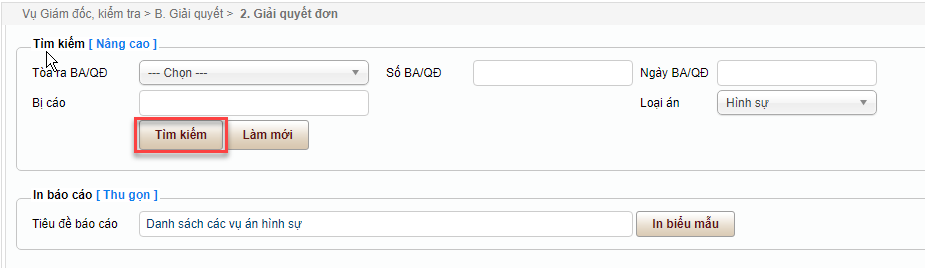 Vụ Giám đốc, kiểm tra > B. Giải quyết > 2. Giải quyết đơn
Tìm kiếm [ Nâng cao ]
Tòa ra BA/QĐ --- Chọn --- Số BA/QĐ Ngày BA/QĐ
Bị cáo Loại án Hình sự
Tìm kiếm Làm mới
In báo cáo [ Thu gọn ]
Tiêu đề báo cáo Danh sách các vụ án hình sự In biểu mẫu